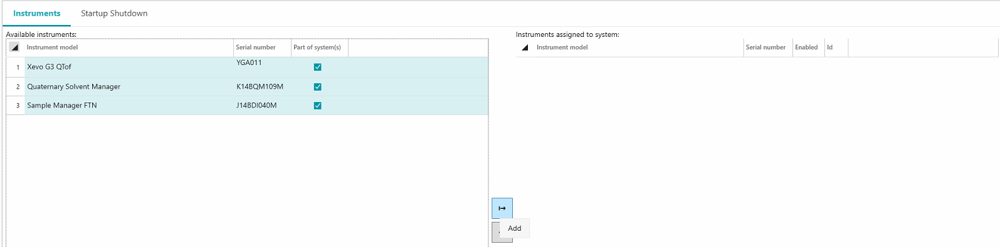 Instruments Startup Shutdown
Available instruments:
Instrument model Serial number Part of system(s)
1 Xevo G3 QTof YGA011
2 Quaternary Solvent Manager K14BQM109M
3 Sample Manager FTN J14BDI040M
Instruments assigned to system:
Instrument model Serial number Enabled Id
Add